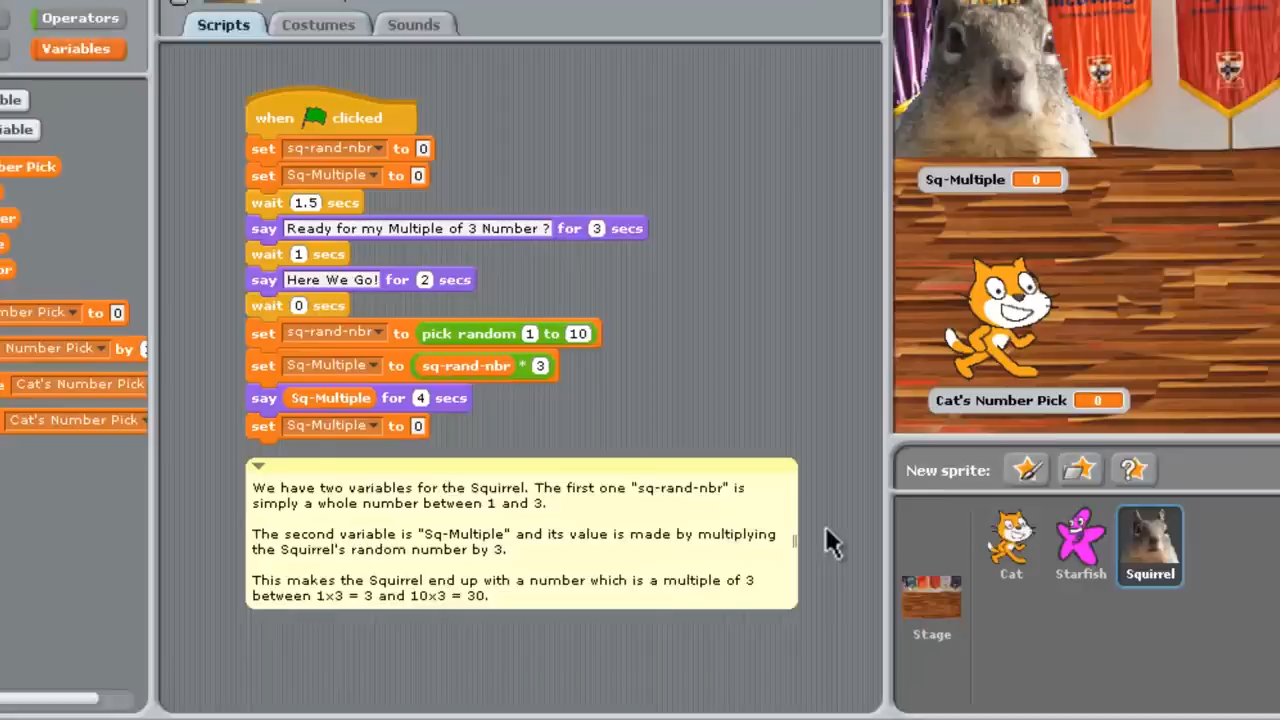 Operators
Variables
Scripts
Costumes
Sounds
when clicked
set sq-rand-nbr to 0
set Sq-Multiple to 0
wait 1.5 secs
say Ready for my Multiple of 3 Number ? for 3 secs
wait 1 secs
say Here We Go! for 2 secs
wait 0 secs
set sq-rand-nbr to pick random 1 to 10
set Sq-Multiple to sq-rand-nbr * 3
say Sq-Multiple for 4 secs
set Sq-Multiple to 0
We have two variables for the Squirrel. The first one "sq-rand-nbr" is
simply a whole number between 1 and 3.
The second variable is "Sq-Multiple" and its value is made by multiplying
the Squirrel's random number by 3.
This makes the Squirrel end up with a number which is a multiple of 3
between 1x3 = 3 and 10x3 = 30.
Pick
Pick to 0
Number Pick by
Cat's Number Pick
Cat's Number Pick
Sq-Multiple 0
Cat's Number Pick 0
New sprite:
Cat
Starfish
Squirrel
Stage